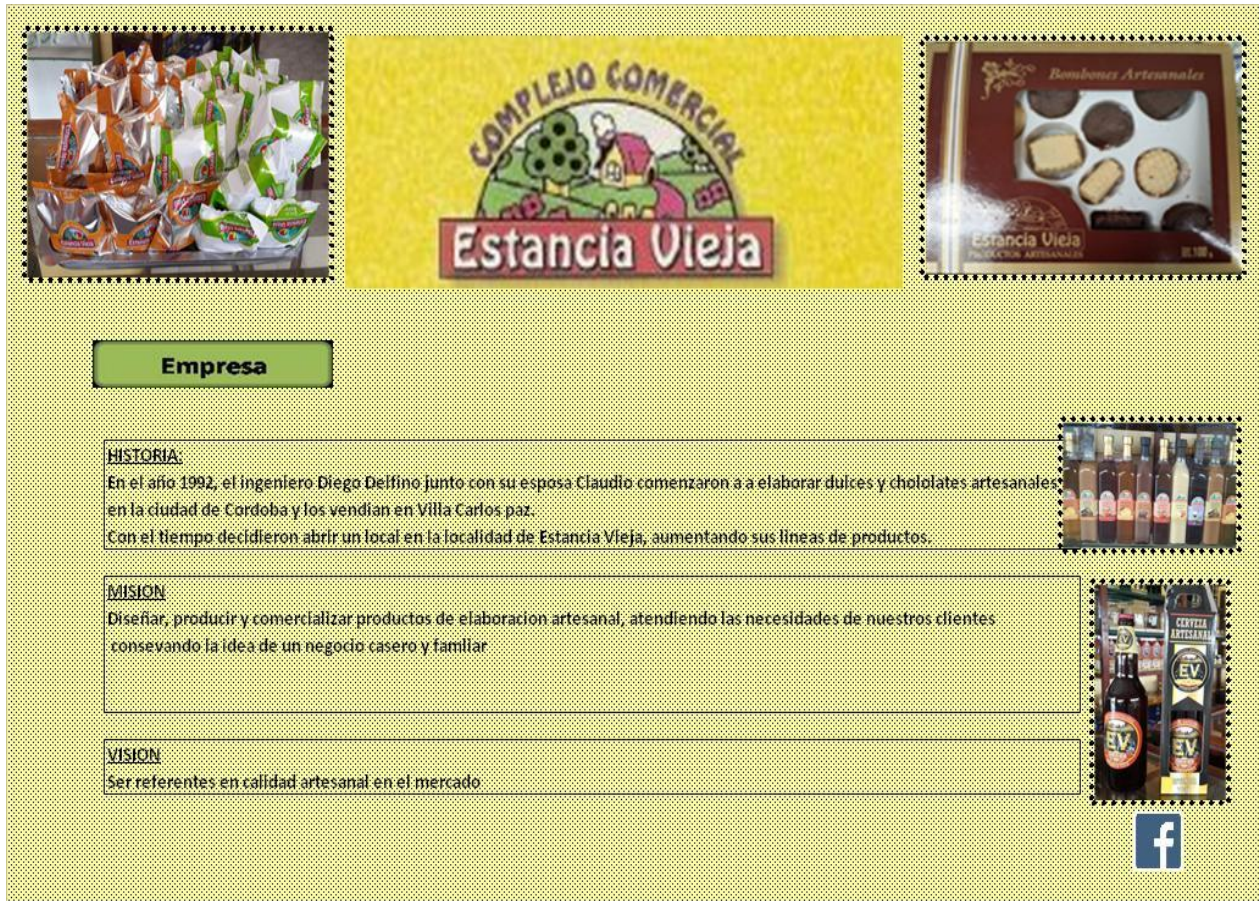 COMPLEJO COMERCIAL
Estancia Vieja
Bombones Artesanales
Estancia Vieja
PRODUCTOS ARTESANALES
Empresa
HISTORIA:
En el año 1992, el ingeniero Diego Delfino junto con su esposa Claudio comenzaron a a elaborar dulces y chololates artesanales
en la ciudad de Cordoba y los vendian en Villa Carlos paz.
Con el tiempo decidieron abrir un local en la localidad de Estancia Vieja, aumentando sus lineas de productos.
MISION
Diseñar, producir y comercializar productos de elaboracion artesanal, atendiendo las necesidades de nuestros clientes
consevando la idea de un negocio casero y famliar
VISION
Ser referentes en calidad artesanal en el mercado
CERVEZA
ARTESANAL
EV
EV
EV
f